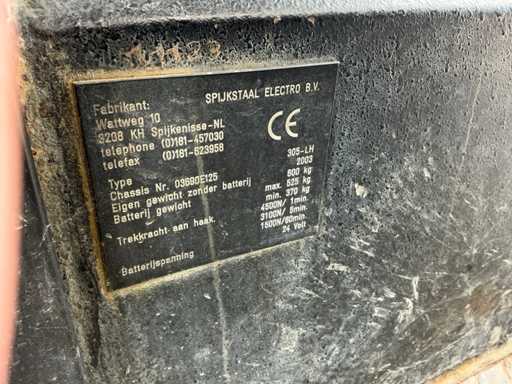 Fabrikant: SPIJKSTAAL ELECTRO B.V.
Wattweg 10
3208 KH Spijkenisse-NL
telephone (0)181-457030
telefax (0)181-623958
CE
Type 305-LH
2003
Chassis Nr. 03690E125
Eigen gewicht zonder batterij 600 kg
Batterij gewicht max. 525 kg
min. 370 kg
Trekkracht aan haak. 4500N/ 1min.
3100N/ 5min.
1500N/60min.
Batterijspanning 24 Volt